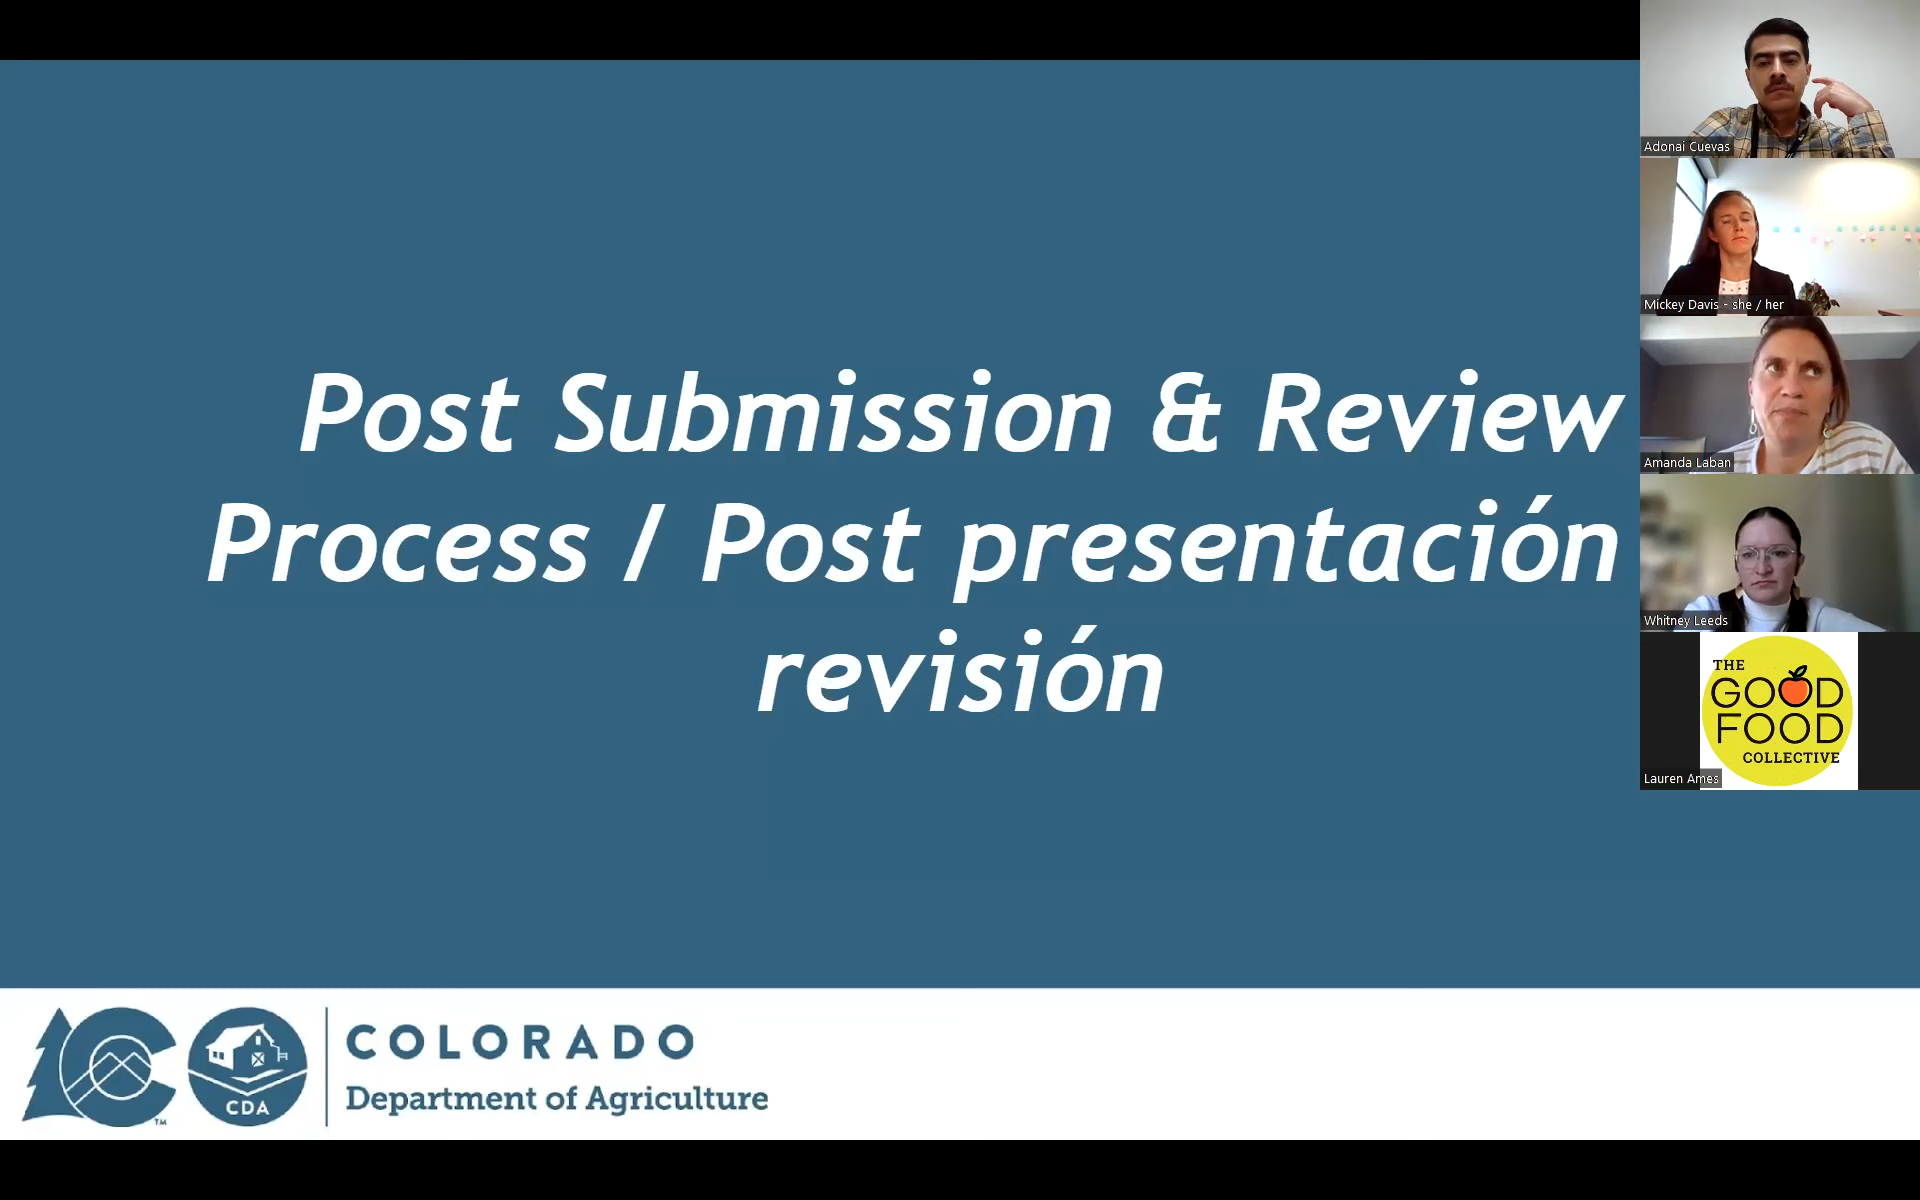 Post Submission & Review
Process / Post presentación
revisión
COLORADO
Department of Agriculture
CDA
TM
Adonai Cuevas
Mickey Davis - she / her
Amanda Laban
Whitney Leeds
THE
GOOD
FOOD
COLLECTIVE
Lauren Ames